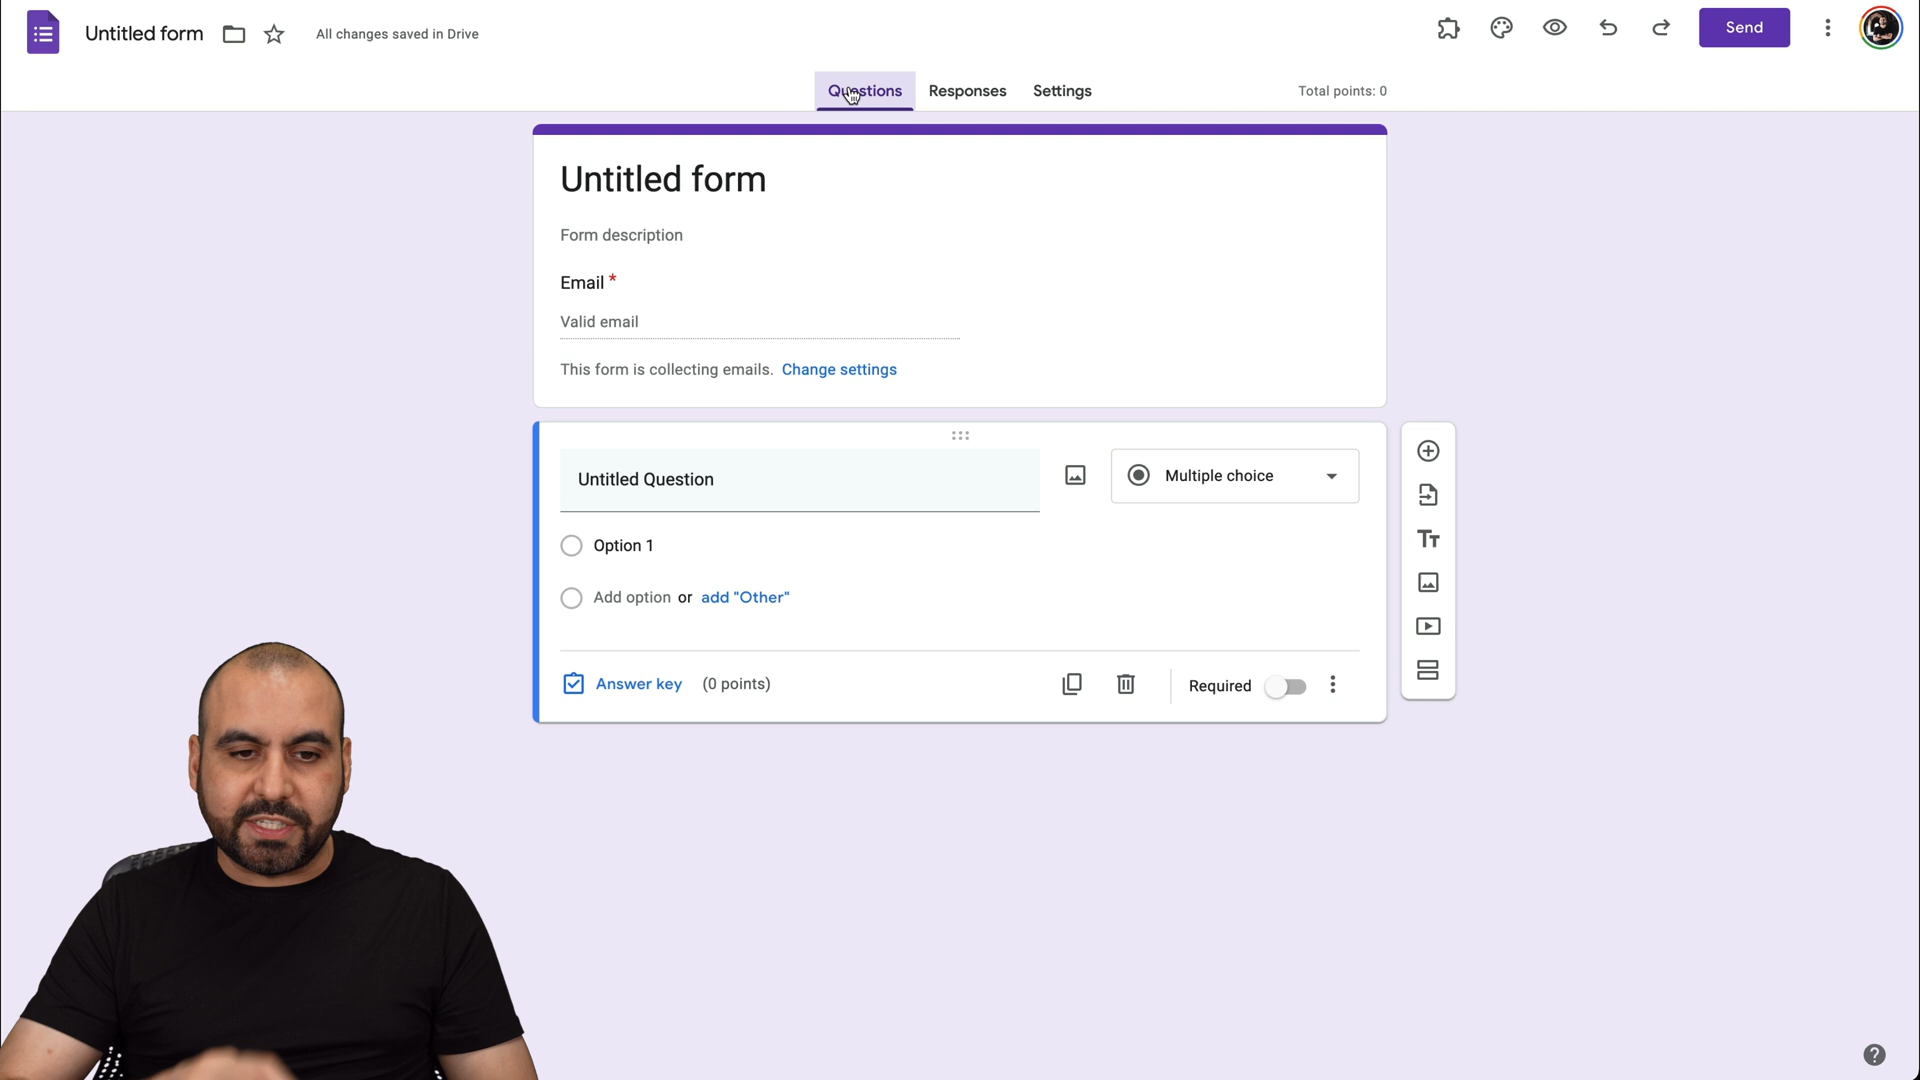 Untitled form
All changes saved in Drive
Send
Questions
Responses
Settings
Total points: 0
Untitled form
Form description
Email *
Valid email
This form is collecting emails. Change settings
Untitled Question
Multiple choice
Option 1
Add option or add "Other"
Answer key (0 points)
Required